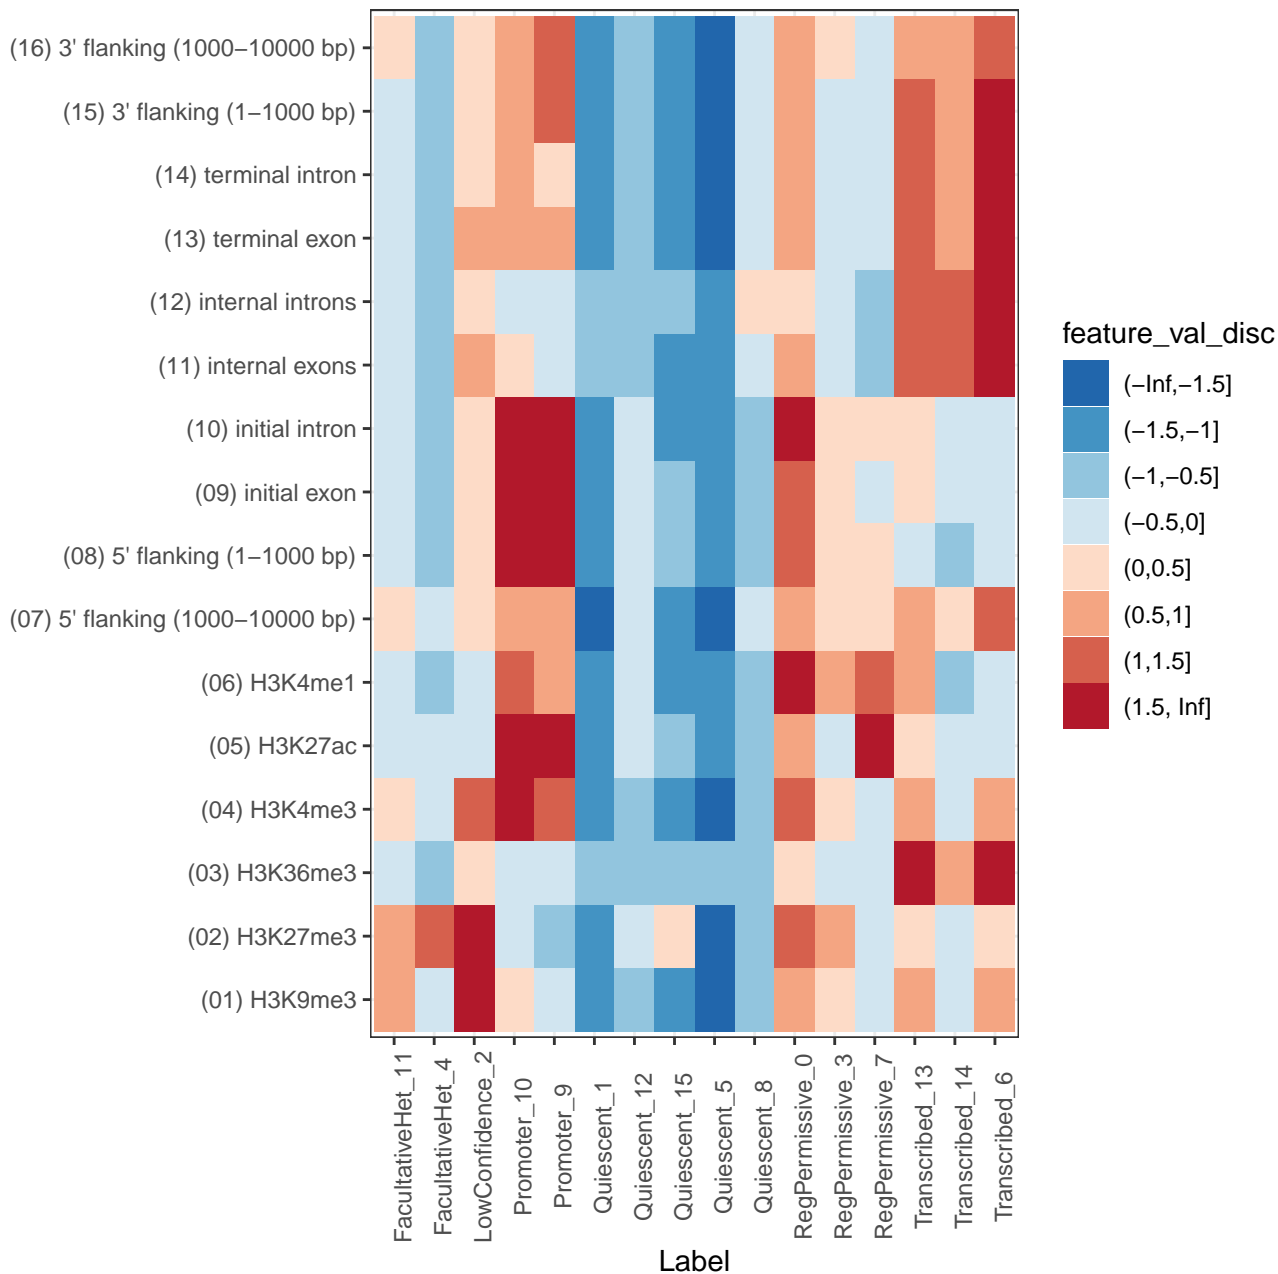 (16) 3' flanking (1000−10000 bp)
(15) 3' flanking (1−1000 bp)
(14) terminal intron
(13) terminal exon
(12) internal introns
(11) internal exons
(10) initial intron
(09) initial exon
(08) 5' flanking (1−1000 bp)
(07) 5' flanking (1000−10000 bp)
(06) H3K4me1
(05) H3K27ac
(04) H3K4me3
(03) H3K36me3
(02) H3K27me3
(01) H3K9me3
FacultativeHet_11
FacultativeHet_4
LowConfidence_2
Promoter_10
Promoter_9
Quiescent_1
Quiescent_12
Quiescent_15
Quiescent_5
Quiescent_8
RegPermissive_0
RegPermissive_3
RegPermissive_7
Transcribed_13
Transcribed_14
Transcribed_6
Label
feature_val_disc
(−Inf,−1.5]
(−1.5,−1]
(−1,−0.5]
(−0.5,0]
(0,0.5]
(0.5,1]
(1,1.5]
(1.5, Inf]